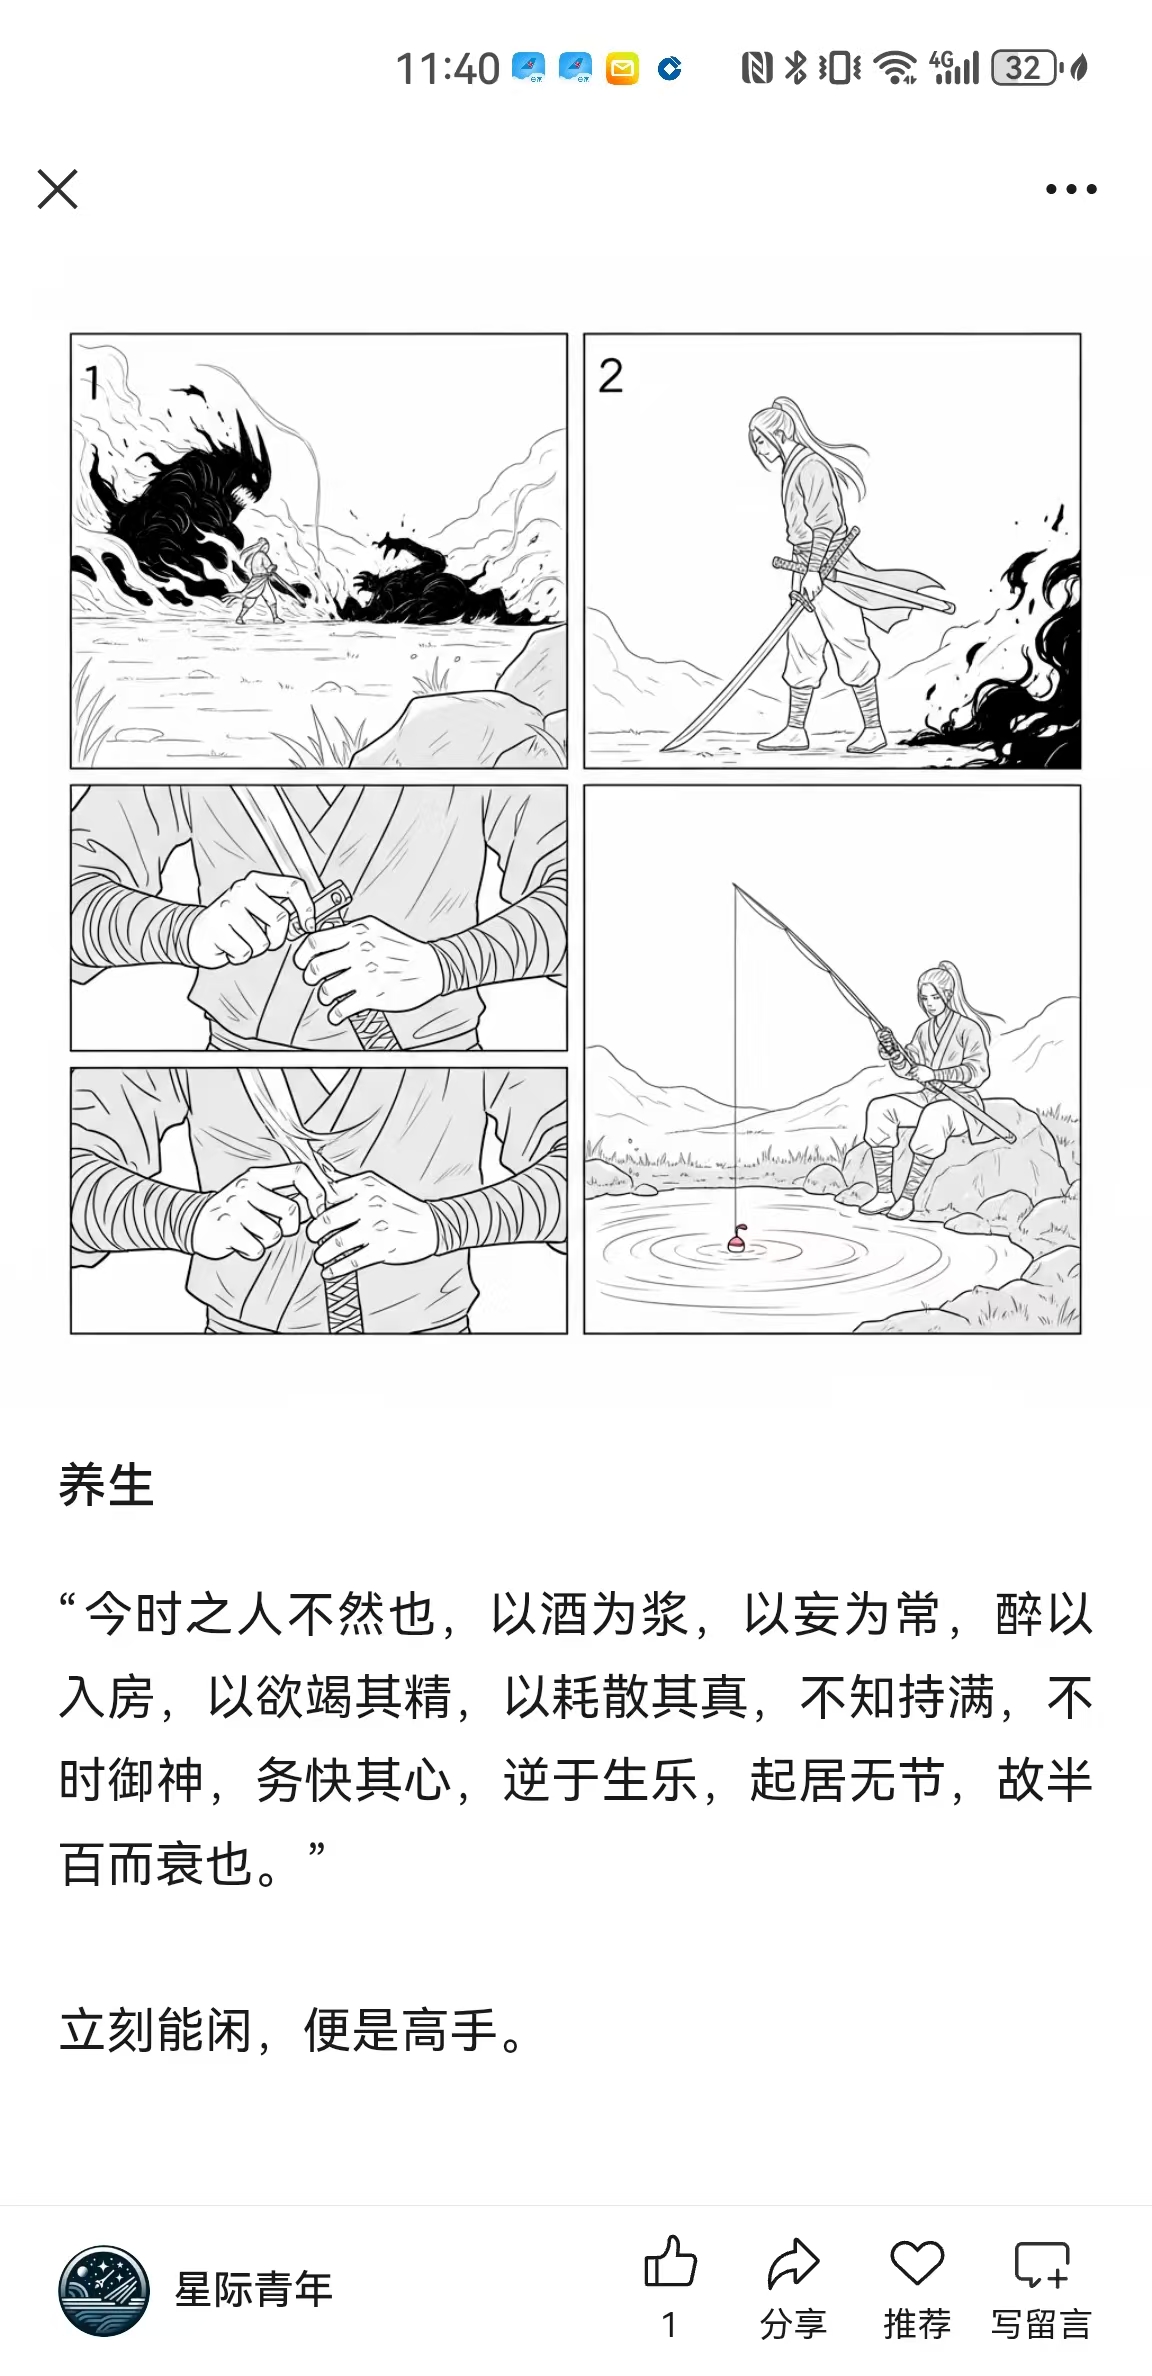 11:40
4G
32
1
2
养生
“今时之人不然也，以酒为浆，以妄为常，醉以
入房，以欲竭其精，以耗散其真，不知持满，不
时御神，务快其心，逆于生乐，起居无节，故半
百而衰也。”
立刻能闲，便是高手。
星际青年
1
分享
推荐
写留言